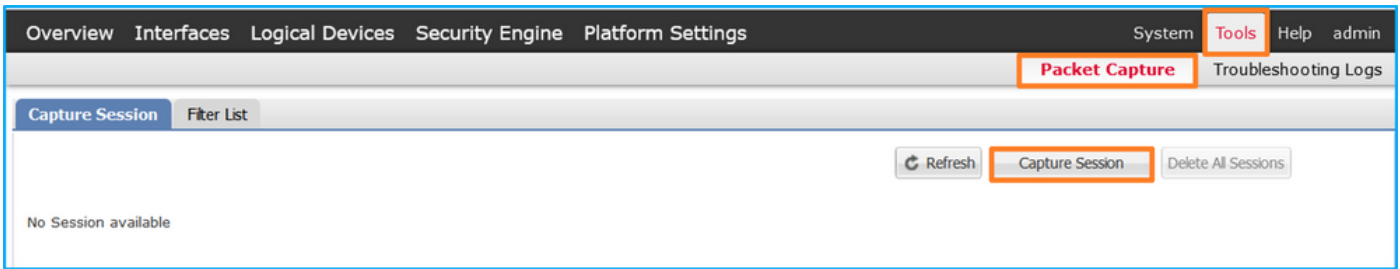 Overview Interfaces Logical Devices Security Engine Platform Settings System Tools Help admin
Packet Capture Troubleshooting Logs
Capture Session Filter List
Refresh Capture Session Delete All Sessions
No Session available